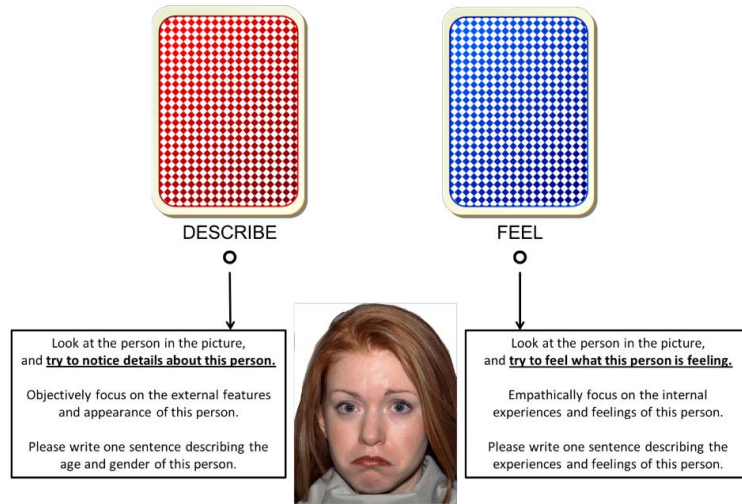 DESCRIBE
FEEL
Look at the person in the picture,
and try to notice details about this person.
Objectively focus on the external features
and appearance of this person.
Please write one sentence describing the
age and gender of this person.
Look at the person in the picture,
and try to feel what this person is feeling.
Empathically focus on the internal
experiences and feelings of this person.
Please write one sentence describing the
experiences and feelings of this person.